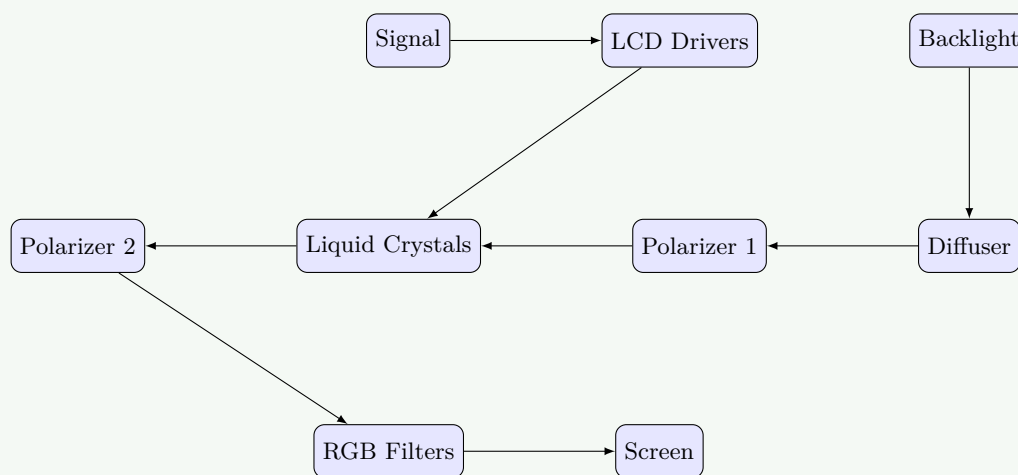 Signal
LCD Drivers
Backlight
Polarizer 2
Liquid Crystals
Polarizer 1
Diffuser
RGB Filters
Screen